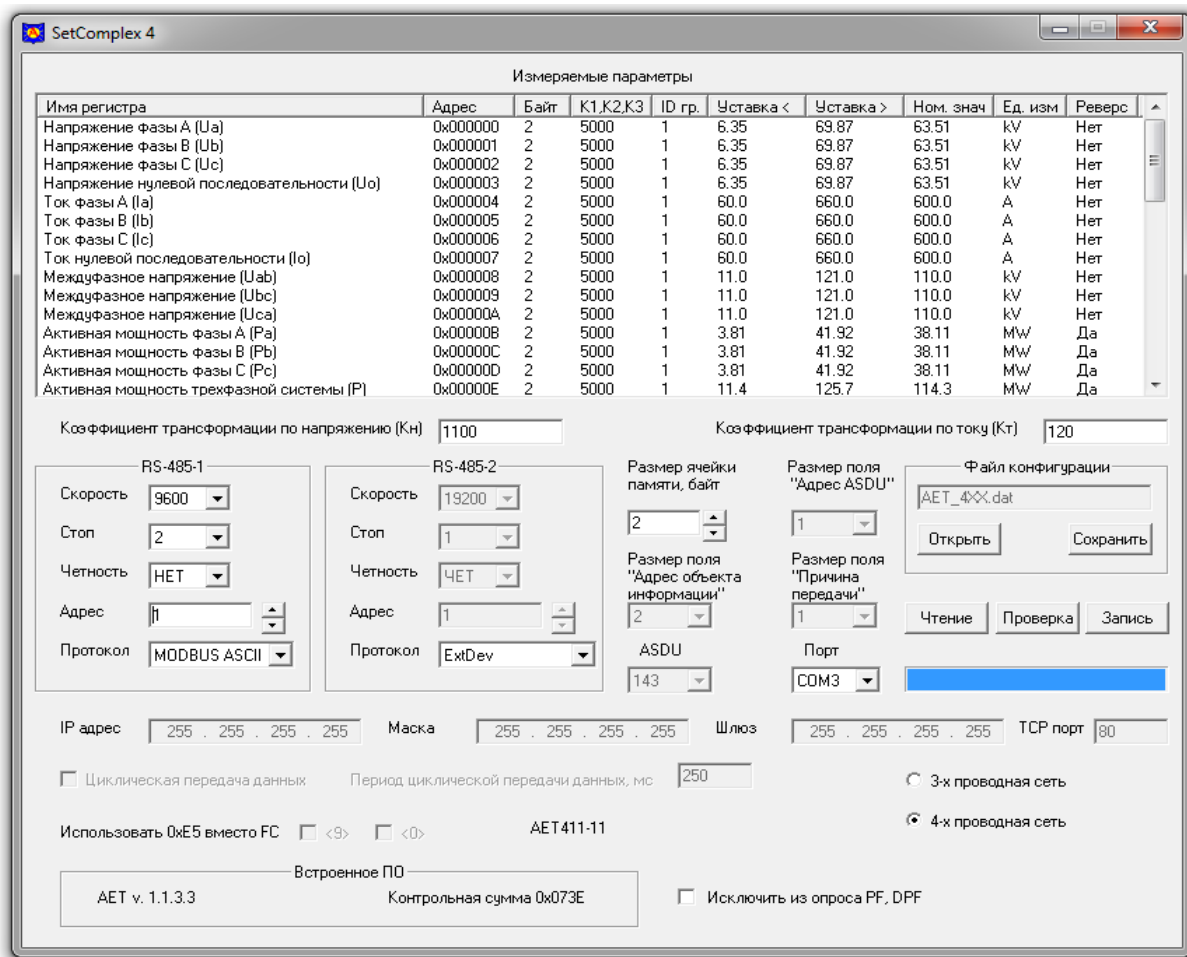 SetComplex 4
Измеряемые параметры
Имя регистра Адрес Байт K1,K2,K3 ID гр. Уставка < Уставка > Ном. знач Ед. изм Реверс
Напряжение фазы A (Ua) 0x000000 2 5000 1 6.35 69.87 63.51 kV Нет
Напряжение фазы B (Ub) 0x000001 2 5000 1 6.35 69.87 63.51 kV Нет
Напряжение фазы C (Uc) 0x000002 2 5000 1 6.35 69.87 63.51 kV Нет
Напряжение нулевой последовательности (Uo) 0x000003 2 5000 1 6.35 69.87 63.51 kV Нет
Ток фазы A (Ia) 0x000004 2 5000 1 60.0 660.0 600.0 A Нет
Ток фазы B (Ib) 0x000005 2 5000 1 60.0 660.0 600.0 A Нет
Ток фазы C (Ic) 0x000006 2 5000 1 60.0 660.0 600.0 A Нет
Ток нулевой последовательности (Io) 0x000007 2 5000 1 60.0 660.0 600.0 A Нет
Междуфазное напряжение (Uab) 0x000008 2 5000 1 11.0 121.0 110.0 kV Нет
Междуфазное напряжение (Ubc) 0x000009 2 5000 1 11.0 121.0 110.0 kV Нет
Междуфазное напряжение (Uca) 0x00000A 2 5000 1 11.0 121.0 110.0 kV Нет
Активная мощность фазы A (Pa) 0x00000B 2 5000 1 3.81 41.92 38.11 MW Да
Активная мощность фазы B (Pb) 0x00000C 2 5000 1 3.81 41.92 38.11 MW Да
Активная мощность фазы C (Pc) 0x00000D 2 5000 1 3.81 41.92 38.11 MW Да
Активная мощность трехфазной системы (P) 0x00000E 2 5000 1 11.4 125.7 114.3 MW Да
Коэффициент трансформации по напряжению (Кн) 1100 Коэффициент трансформации по току (Кт) 120
RS-485-1
Скорость 9600
Стоп 2
Четность НЕТ
Адрес 1
Протокол MODBUS ASCII
RS-485-2
Скорость 19200
Стоп 1
Четность ЧЕТ
Адрес 1
Протокол ExtDev
Размер ячейки
памяти, байт
2
Размер поля
"Адрес объекта
информации"
2
ASDU
143
Размер поля
"Адрес ASDU"
1
Размер поля
"Причина
передачи"
1
Порт
COM3
Файл конфигурации
AET_4XX.dat
Открыть Сохранить
Чтение Проверка Запись
IP адрес 255 . 255 . 255 . 255 Маска 255 . 255 . 255 . 255 Шлюз 255 . 255 . 255 . 255 TCP порт 80
Циклическая передача данных Период циклической передачи данных, мс 250
3-х проводная сеть
4-х проводная сеть
Использовать 0xE5 вместо FC <9> <0> AET411-11
Встроенное ПО
AET v. 1.1.3.3 Контрольная сумма 0x073E
Исключить из опроса PF, DPF